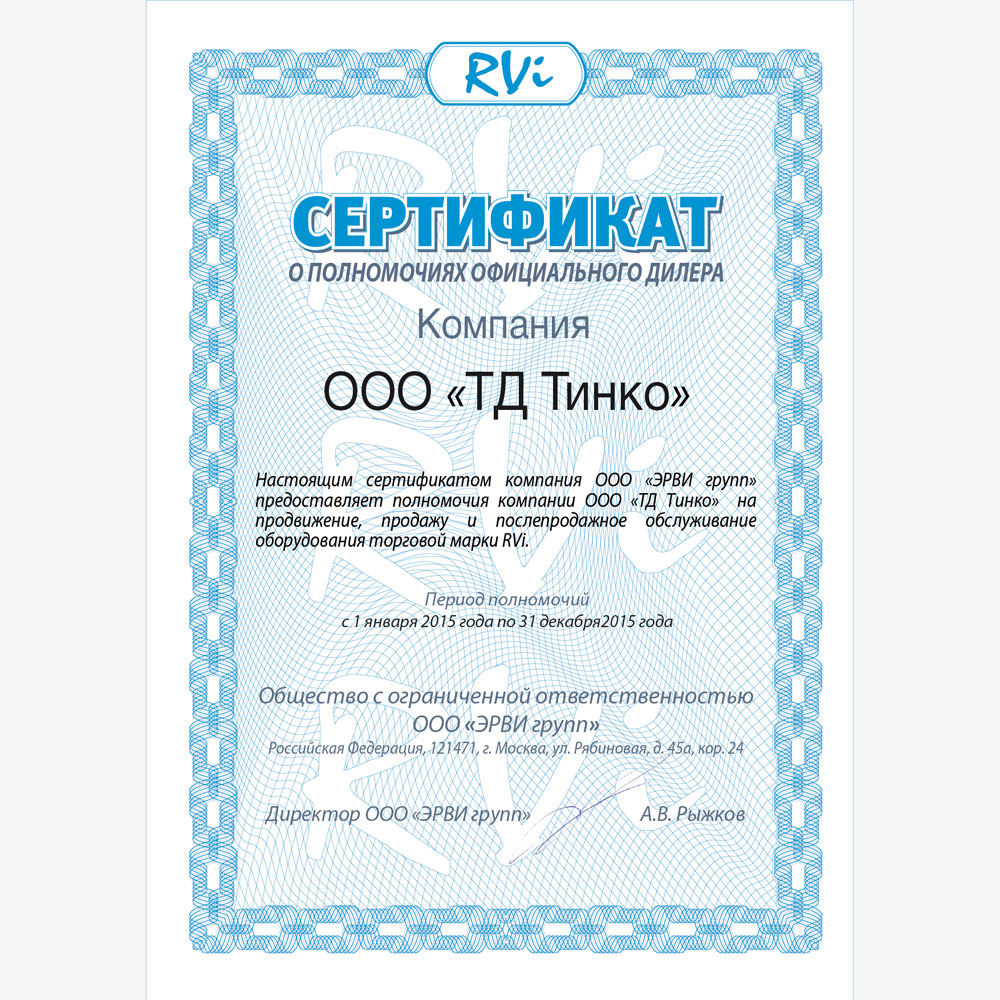 RVi
СЕРТИФИКАТ
О ПОЛНОМОЧИЯХ ОФИЦИАЛЬНОГО ДИЛЕРА
Компания
ООО «ТД Тинко»
Настоящим сертификатом компания ООО «ЭРВИ групп»
предоставляет полномочия компании ООО «ТД Тинко» на
продвижение, продажу и послепродажное обслуживание
оборудования торговой марки RVi.
Период полномочий
с 1 января 2015 года по 31 декабря2015 года
Общество с ограниченной ответственностью
ООО «ЭРВИ групп»
Российская Федерация, 121471, г. Москва, ул. Рябиновая, д. 45а, кор. 24
Директор ООО «ЭРВИ групп» А.В. Рыжков